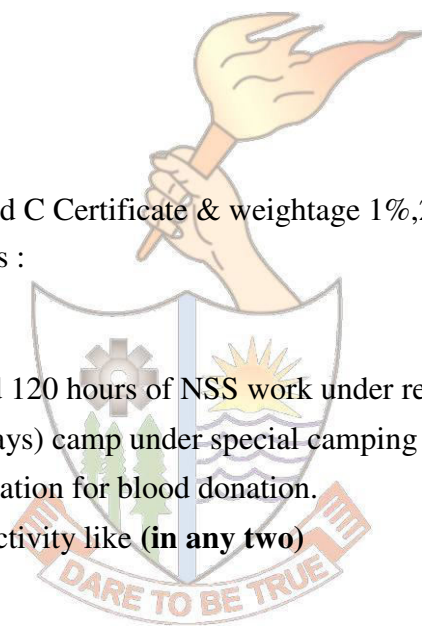 d C Certificate & weightage 1%,2
s :
d 120 hours of NSS work under re
ays) camp under special camping
ation for blood donation.
ctivity like (in any two)
DARE TO BE TRUE